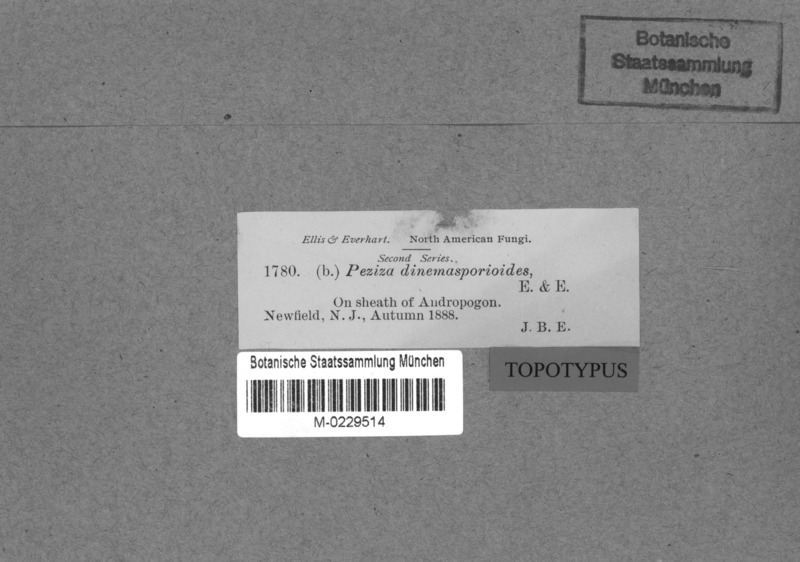 Botanische
Staatssammlung
München
Ellis & Everhart. North American Fungi.
Second Series.,
1780. (b.) Peziza dinemasporioides,
E. & E.
On sheath of Andropogon.
Newfield, N. J., Autumn 1888.
J. B. E.
TOPOTYPUS
Botanische Staatssammlung München
M-0229514